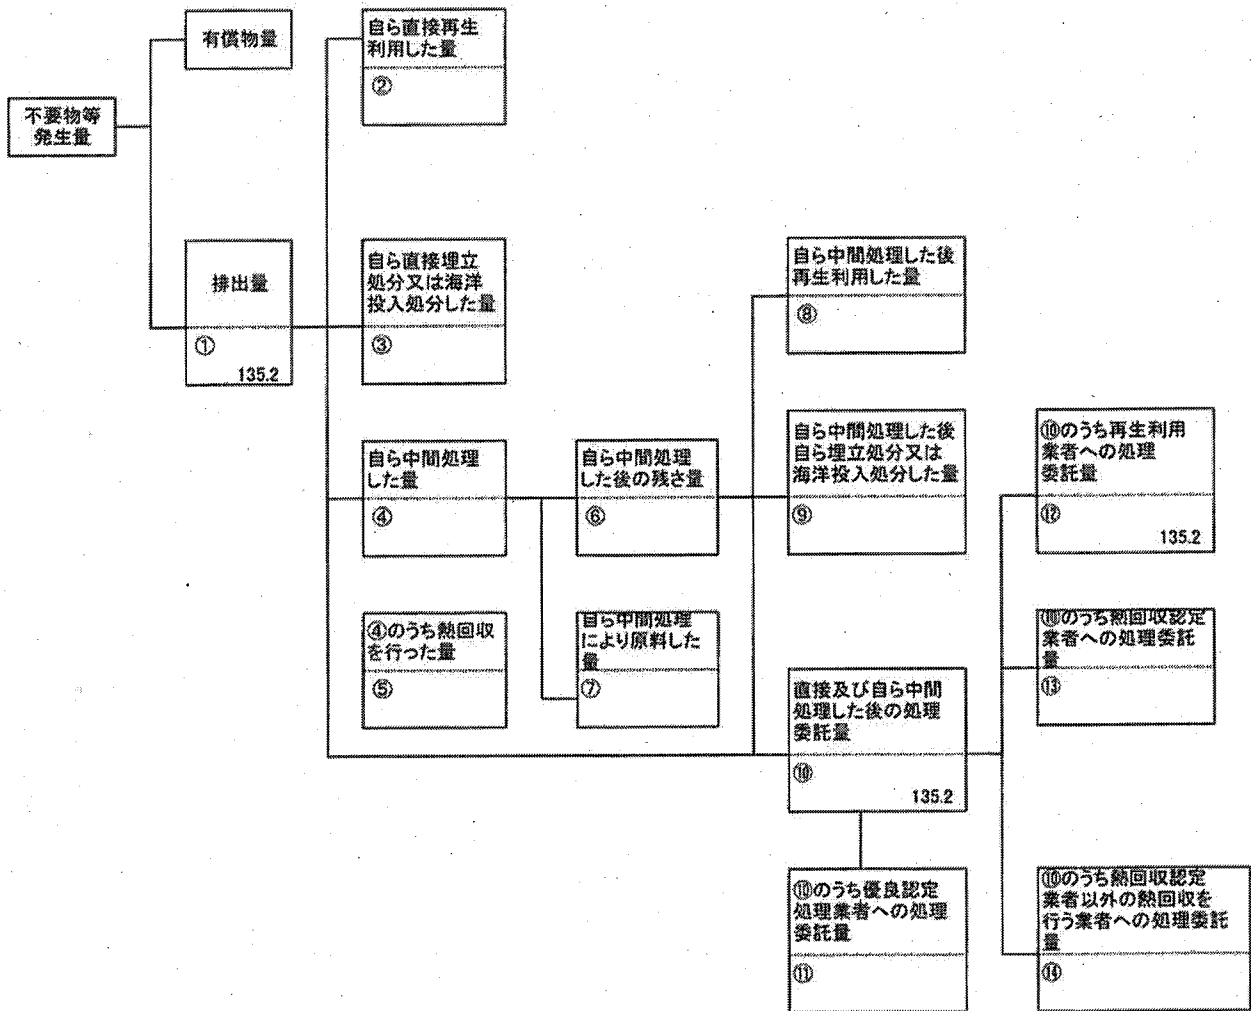 不要物等
発生量
有償物量
排出量
①
135.2
自ら直接再生
利用した量
②
自ら直接埋立
処分又は海洋
投入処分した量
③
自ら中間処理
した量
④
④のうち熱回収
を行った量
⑤
自ら中間処理
した後の残さ量
⑥
自ら中間処理
により原料した
量
⑦
自ら中間処理した後
再生利用した量
⑧
自ら中間処理した後
自ら埋立処分又は
海洋投入処分した量
⑨
直接及び自ら中間
処理した後の処理
委託量
⑩
135.2
⑩のうち優良認定
処理業者への処理
委託量
⑪
⑩のうち再生利用
業者への処理
委託量
⑫
135.2
⑩のうち熱回収認定
業者への処理委託
量
⑬
⑩のうち熱回収認定
業者以外の熱回収を
行う業者への処理委託
量
⑭